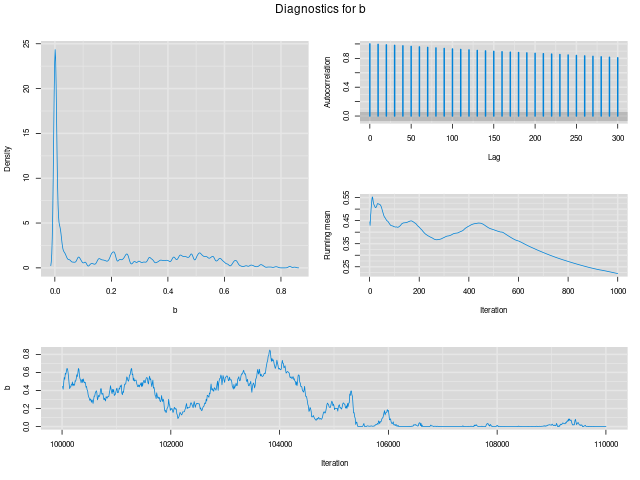 Diagnostics for b
Density
25
20
15
10
5
0
0.0 0.2 0.4 0.6 0.8
b
Autocorrelation
0.8
0.4
0.0
0 50 100 150 200 250 300
Lag
Running mean
0.55
0.45
0.35
0.25
0 200 400 600 800 1000
Iteration
b
0.8
0.6
0.4
0.2
0.0
100000 102000 104000 106000 108000 110000
Iteration